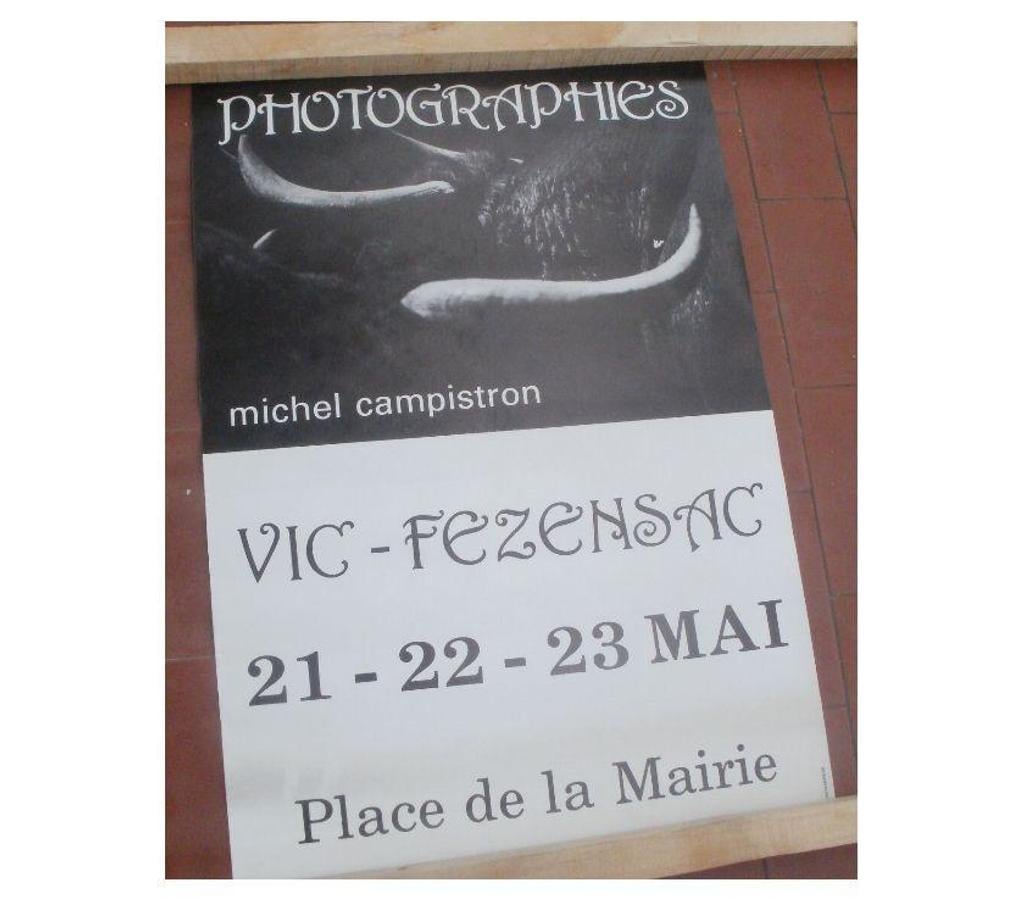 PHOTOGRAPHIES
michel campistron
VIC - FEZENSAC
21 - 22 - 23 MAI
Place de la Mairie